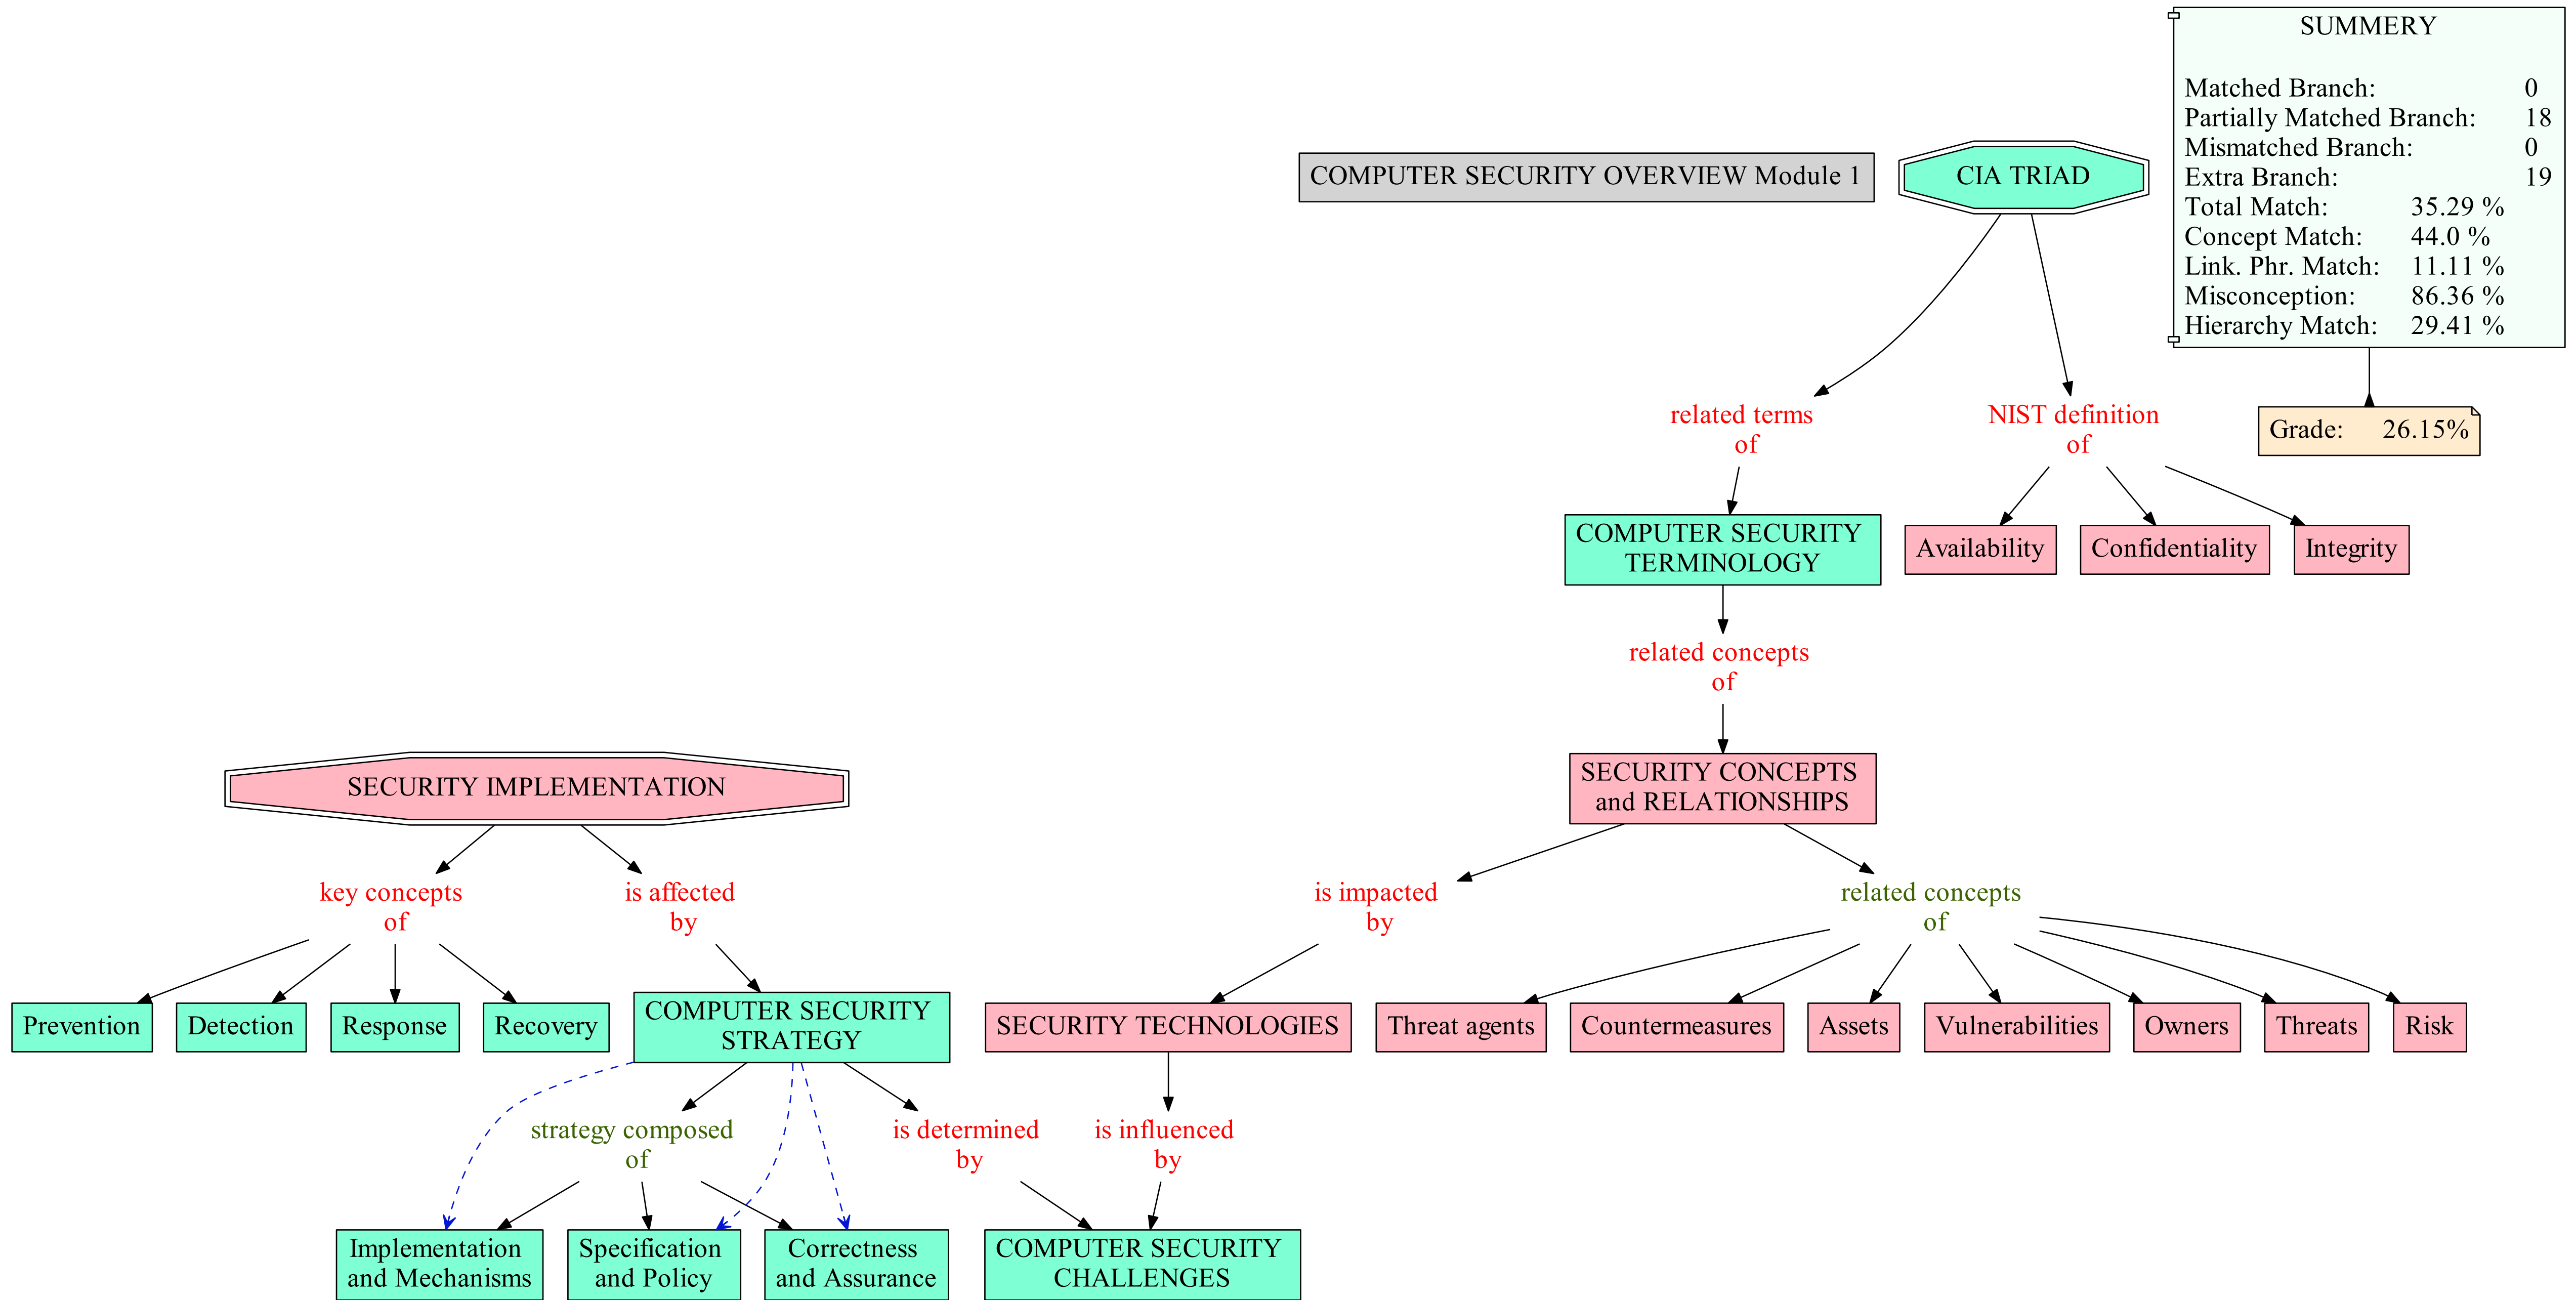 SUMMERY
Matched Branch: 0
Partially Matched Branch: 18
Mismatched Branch: 0
Extra Branch: 19
Total Match: 35.29 %
Concept Match: 44.0 %
Link. Phr. Match: 11.11 %
Misconception: 86.36 %
Hierarchy Match: 29.41 %
Grade: 26.15%
COMPUTER SECURITY OVERVIEW Module 1
CIA TRIAD
related terms
of
NIST definition
of
COMPUTER SECURITY
TERMINOLOGY
Availability
Confidentiality
Integrity
related concepts
of
SECURITY IMPLEMENTATION
SECURITY CONCEPTS
and RELATIONSHIPS
key concepts
of
is affected
by
is impacted
by
related concepts
of
Prevention
Detection
Response
Recovery
COMPUTER SECURITY
STRATEGY
SECURITY TECHNOLOGIES
Threat agents
Countermeasures
Assets
Vulnerabilities
Owners
Threats
Risk
strategy composed
of
is determined
by
is influenced
by
Implementation
and Mechanisms
Specification
and Policy
Correctness
and Assurance
COMPUTER SECURITY
CHALLENGES